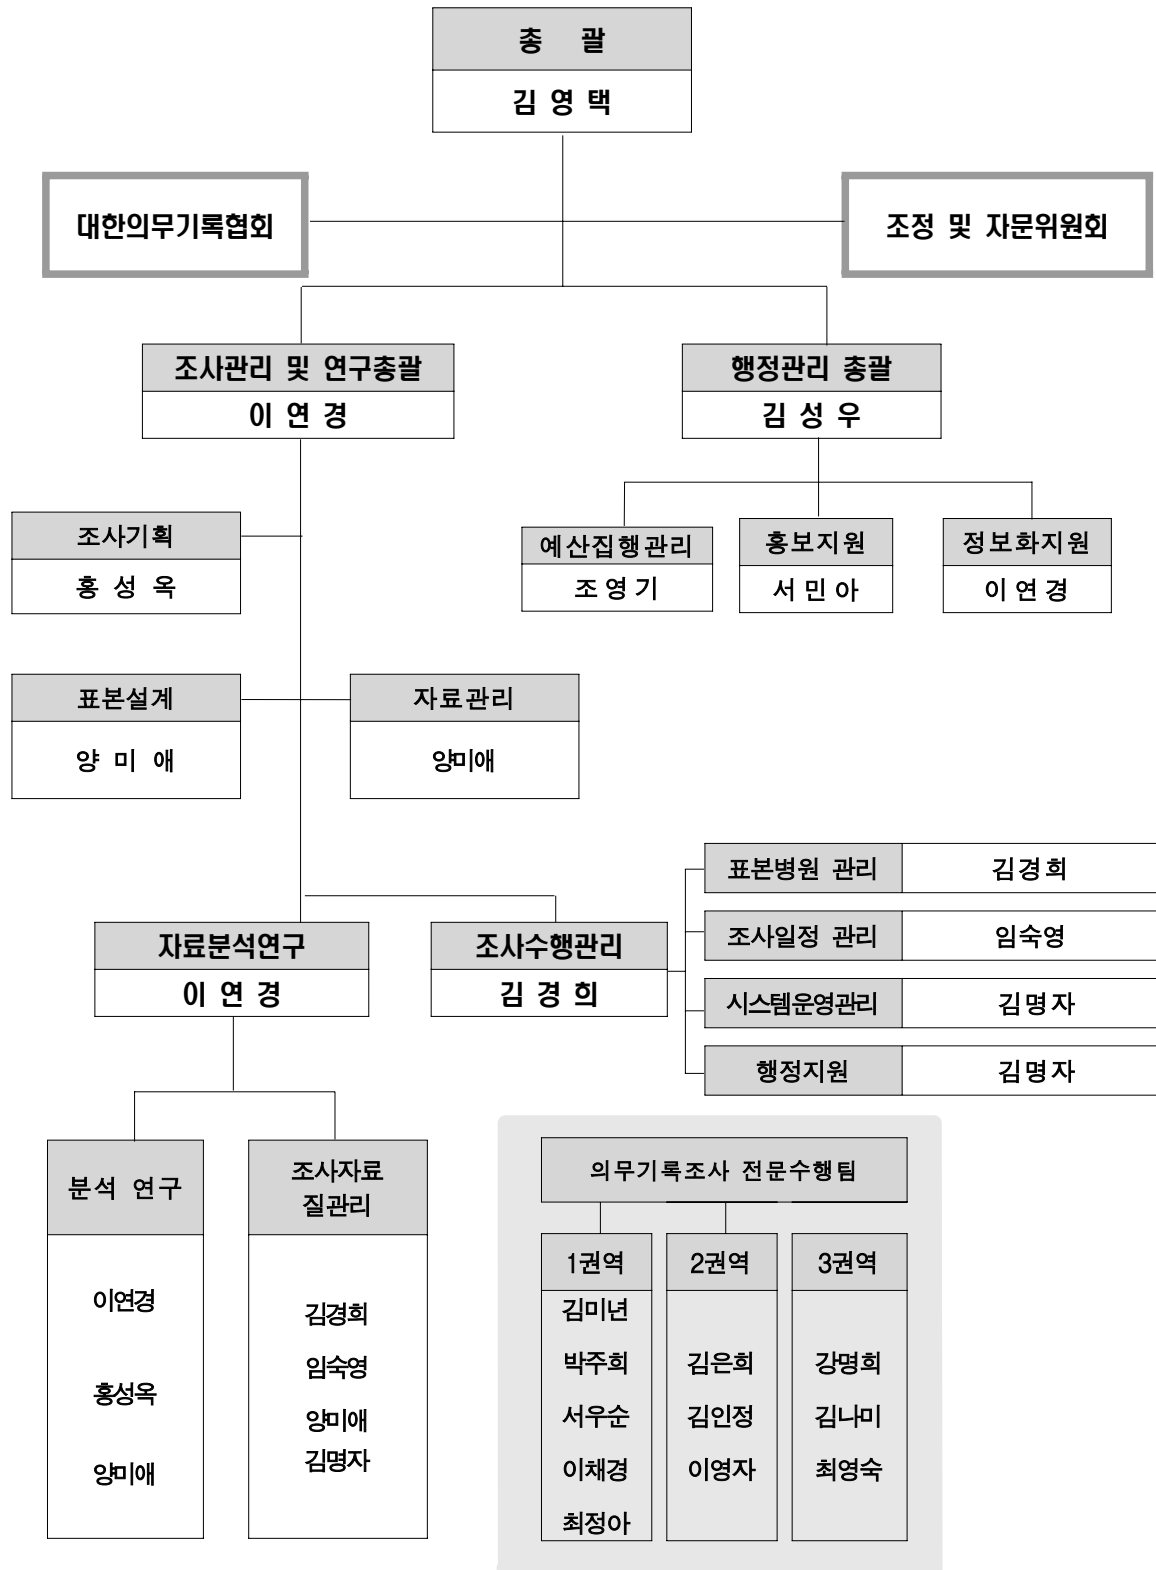 총 괄
김 영 택
대한의무기록협회
조정 및 자문위원회
조사관리 및 연구총괄
이 연 경
행정관리 총괄
김 성 우
조사기획
홍 성 옥
예산집행관리
조영기
홍보지원
서민아
정보화지원
이연경
표본설계
양 미 애
자료관리
양미애
자료분석연구
이 연 경
조사수행관리
김 경 희
표본병원 관리 김경희
조사일정 관리 임숙영
시스템운영관리 김명자
행정지원 김명자
분석 연구
이연경
홍성옥
양미애
조사자료
질관리
김경희
임숙영
양미애
김명자
의무기록조사 전문수행팀
1권역
김미년
박주희
서우순
이채경
최정아
2권역
김은희
김인정
이영자
3권역
강명희
김나미
최영숙